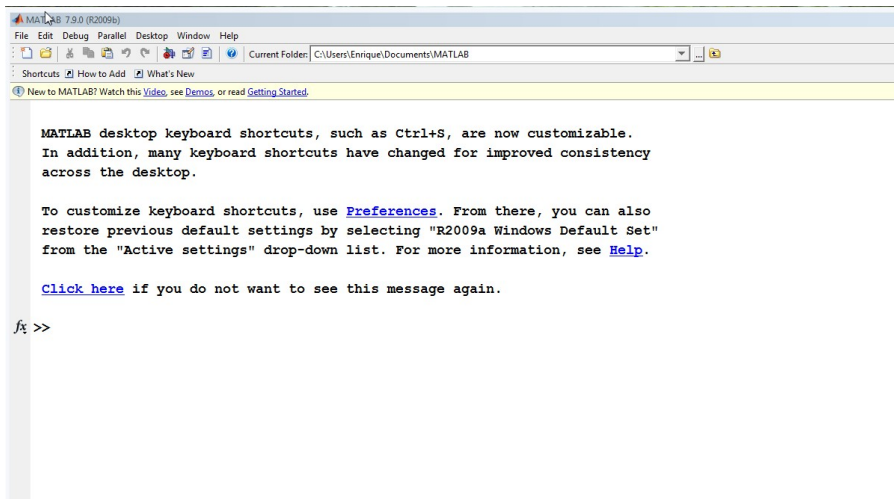 MATLAB 7.9.0 (R2009b)
File Edit Debug Parallel Desktop Window Help
Current Folder: C:\Users\Enrique\Documents\MATLAB ...
Shortcuts How to Add What's New
New to MATLAB? Watch this Video, see Demos, or read Getting Started.
MATLAB desktop keyboard shortcuts, such as Ctrl+S, are now customizable.
In addition, many keyboard shortcuts have changed for improved consistency
across the desktop.
To customize keyboard shortcuts, use Preferences. From there, you can also
restore previous default settings by selecting "R2009a Windows Default Set"
from the "Active settings" drop-down list. For more information, see Help.
Click here if you do not want to see this message again.
fx >>